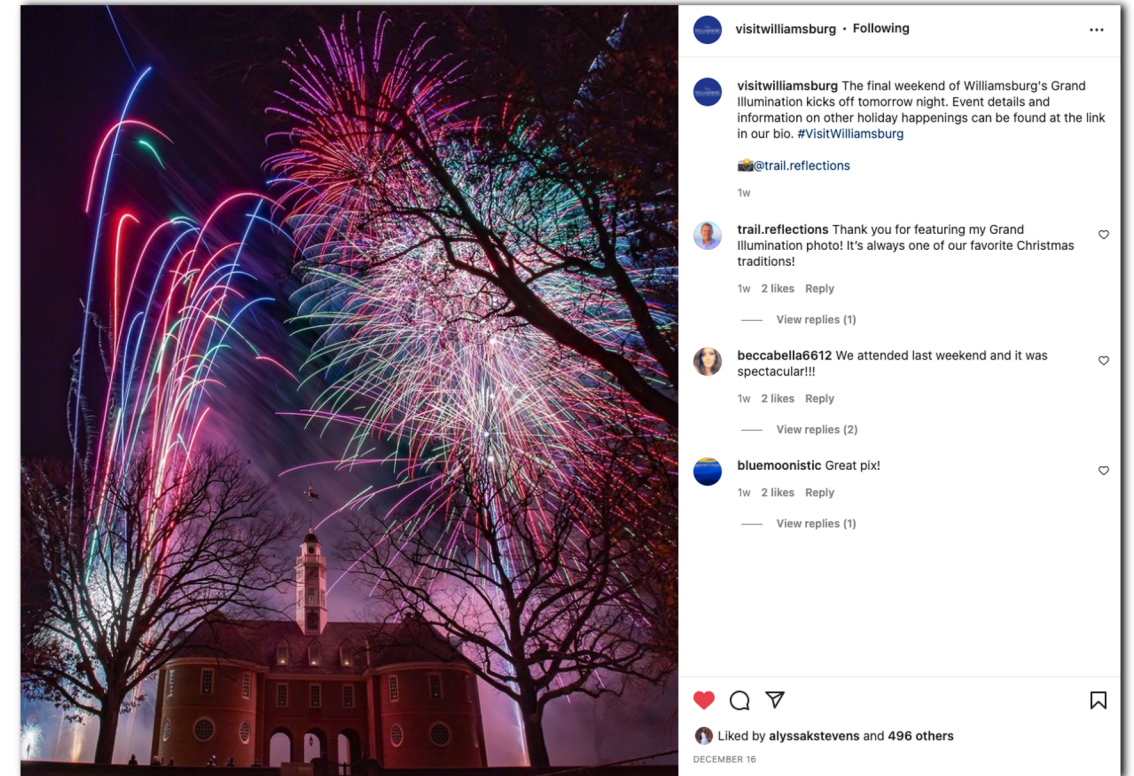 visitwilliamsburg • Following
visitwilliamsburg The final weekend of Williamsburg's Grand
Illumination kicks off tomorrow night. Event details and
information on other holiday happenings can be found at the link
in our bio. #VisitWilliamsburg
📸@trail.reflections
1w
trail.reflections Thank you for featuring my Grand
Illumination photo! It's always one of our favorite Christmas
traditions!
1w 2 likes Reply
View replies (1)
beccabella6612 We attended last weekend and it was
spectacular!!!
1w 2 likes Reply
View replies (2)
bluemoonistic Great pix!
1w 2 likes Reply
View replies (1)
Liked by alyssakstevens and 496 others
DECEMBER 16